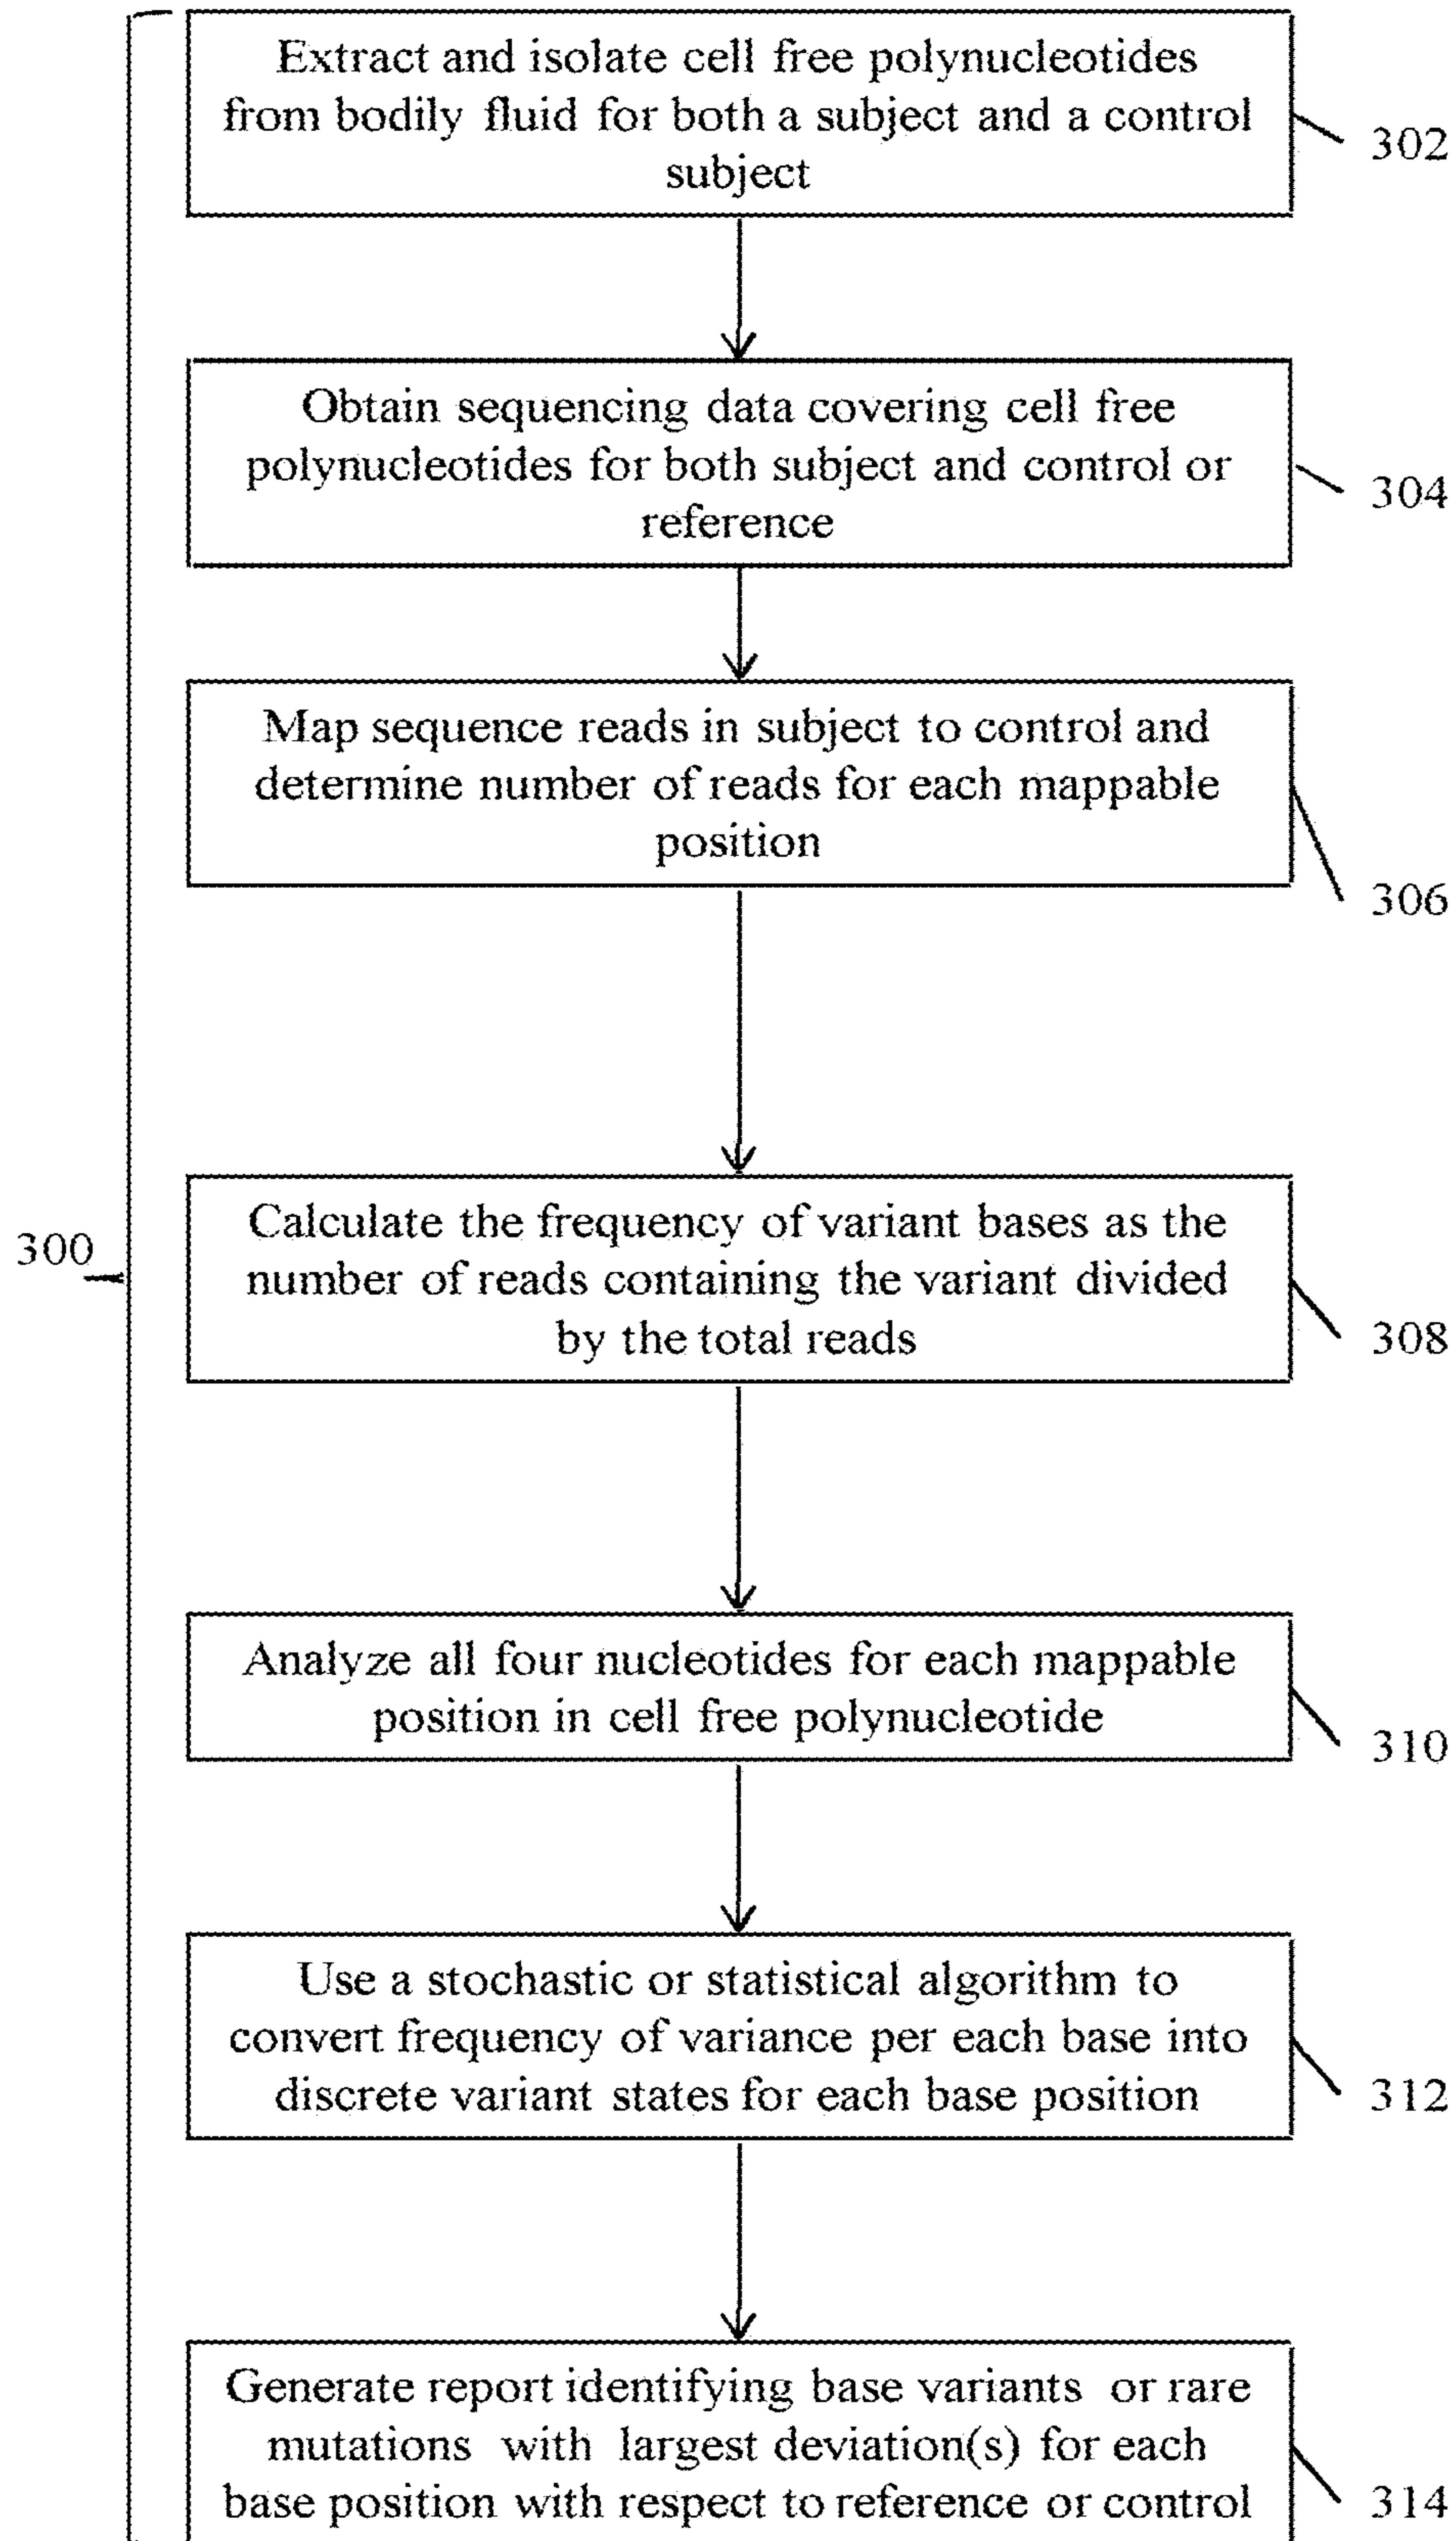 Extract and isolate cell free polynucleotides
from bodily fluid for both a subject and a control
subject
302
Obtain sequencing data covering cell free
polynucleotides for both subject and control or
reference
304
Map sequence reads in subject to control and
determine number of reads for each mappable
position
306
300
Calculate the frequency of variant bases as the
number of reads containing the variant divided
by the total reads
308
Analyze all four nucleotides for each mappable
position in cell free polynucleotide
310
Use a stochastic or statistical algorithm to
convert frequency of variance per each base into
discrete variant states for each base position
312
Generate report identifying base variants or rare
mutations with largest deviation(s) for each
base position with respect to reference or control
314